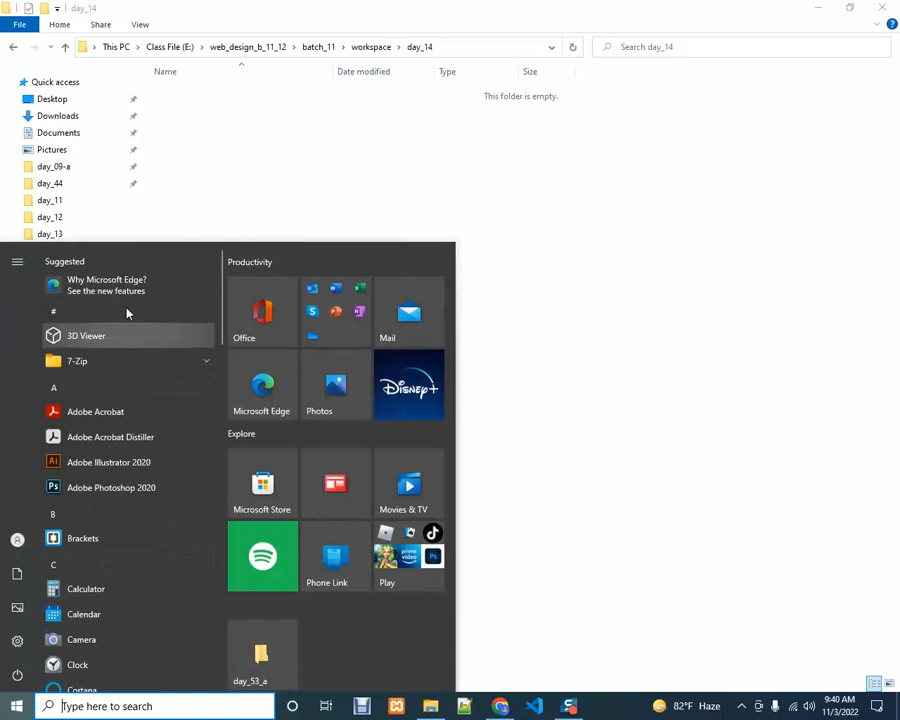 day_14
File Home Share View
This PC Class File (E:) web_design_b_11_12 batch_11 workspace day_14
Search day_14
Name Date modified Type Size
This folder is empty.
Quick access
Desktop
Downloads
Documents
Pictures
day_09-a
day_44
day_11
day_12
day_13
Suggested
Why Microsoft Edge?
See the new features
#
3D Viewer
7-Zip
A
Adobe Acrobat
Adobe Acrobat Distiller
Adobe Illustrator 2020
Adobe Photoshop 2020
B
Brackets
C
Calculator
Calendar
Camera
Clock
Cortana
Productivity
Office
Mail
Microsoft Edge
Photos
Disney+
Explore
Microsoft Store
Movies & TV
Phone Link
prime video
Play
day_53_a
Type here to search
82°F Haze
9:40 AM
11/3/2022